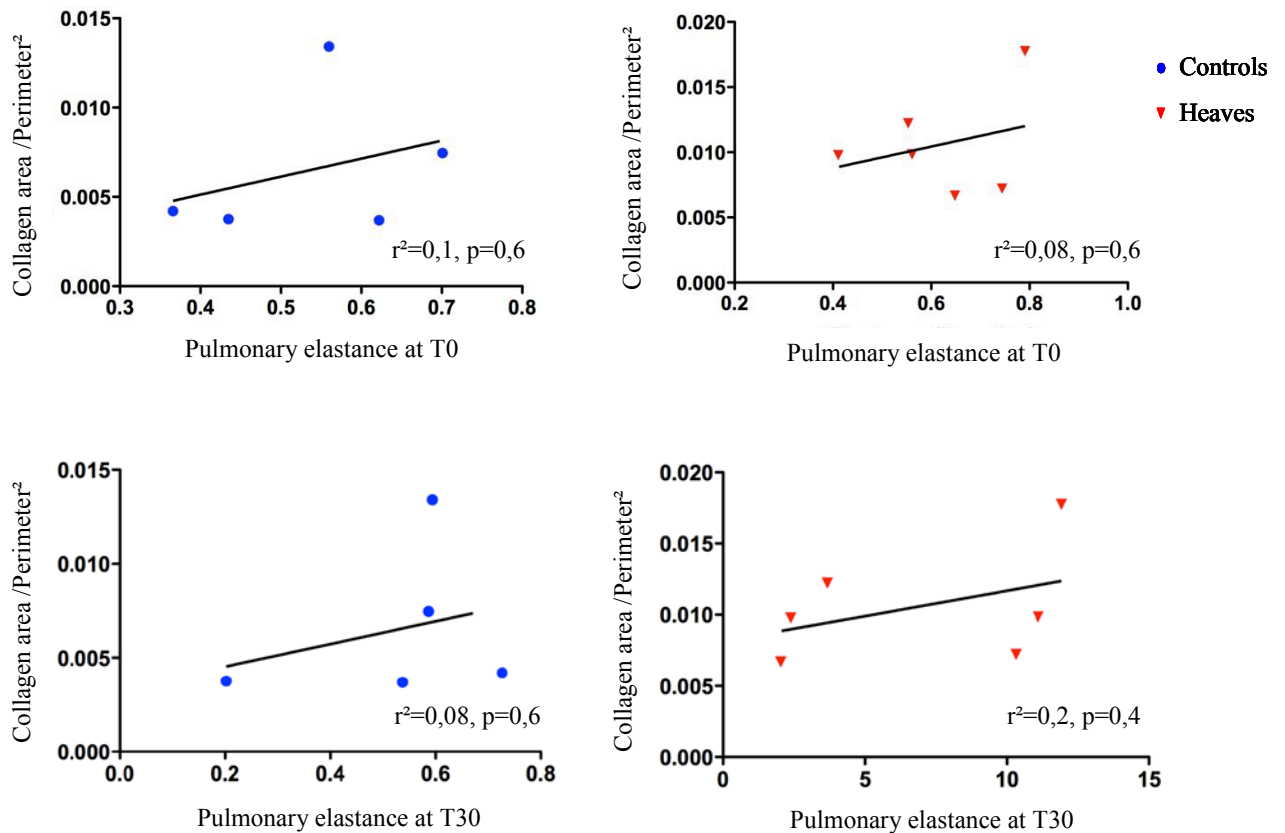 Collagen area /Perimeter²
0.015
0.010
0.005
0.000
0.3 0.4 0.5 0.6 0.7 0.8
r²=0,1, p=0,6
Pulmonary elastance at T0
Collagen area /Perimeter²
0.020
0.015
0.010
0.005
0.000
0.2 0.4 0.6 0.8 1.0
r²=0,08, p=0,6
Pulmonary elastance at T0
Controls
Heaves
Collagen area /Perimeter²
0.015
0.010
0.005
0.000
0.0 0.2 0.4 0.6 0.8
r²=0,08, p=0,6
Pulmonary elastance at T30
Collagen area /Perimeter²
0.020
0.015
0.010
0.005
0.000
0 5 10 15
r²=0,2, p=0,4
Pulmonary elastance at T30